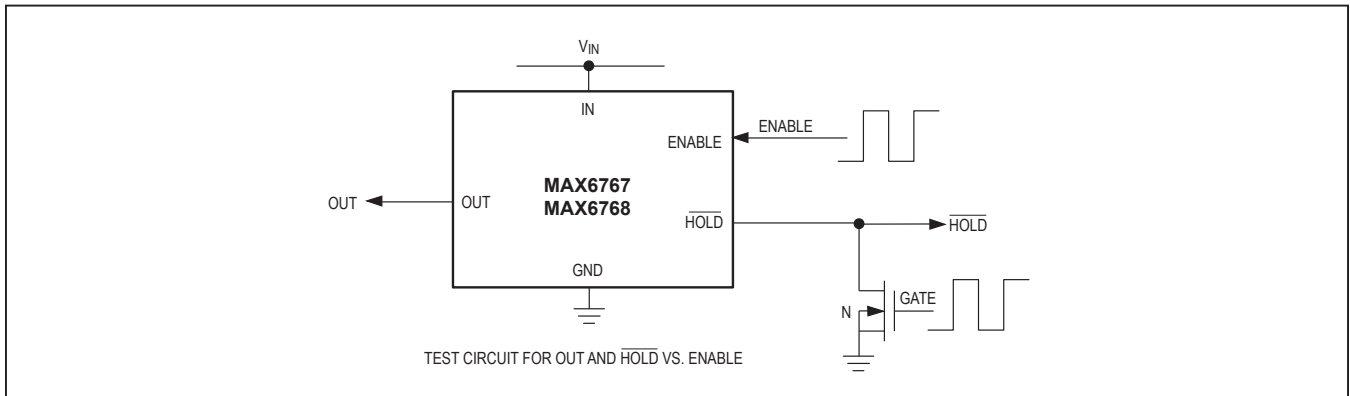 VIN
IN
ENABLE
ENABLE
MAX6767
MAX6768
OUT
OUT
HOLD
HOLD
GND
GATE
N
TEST CIRCUIT FOR OUT AND HOLD VS. ENABLE